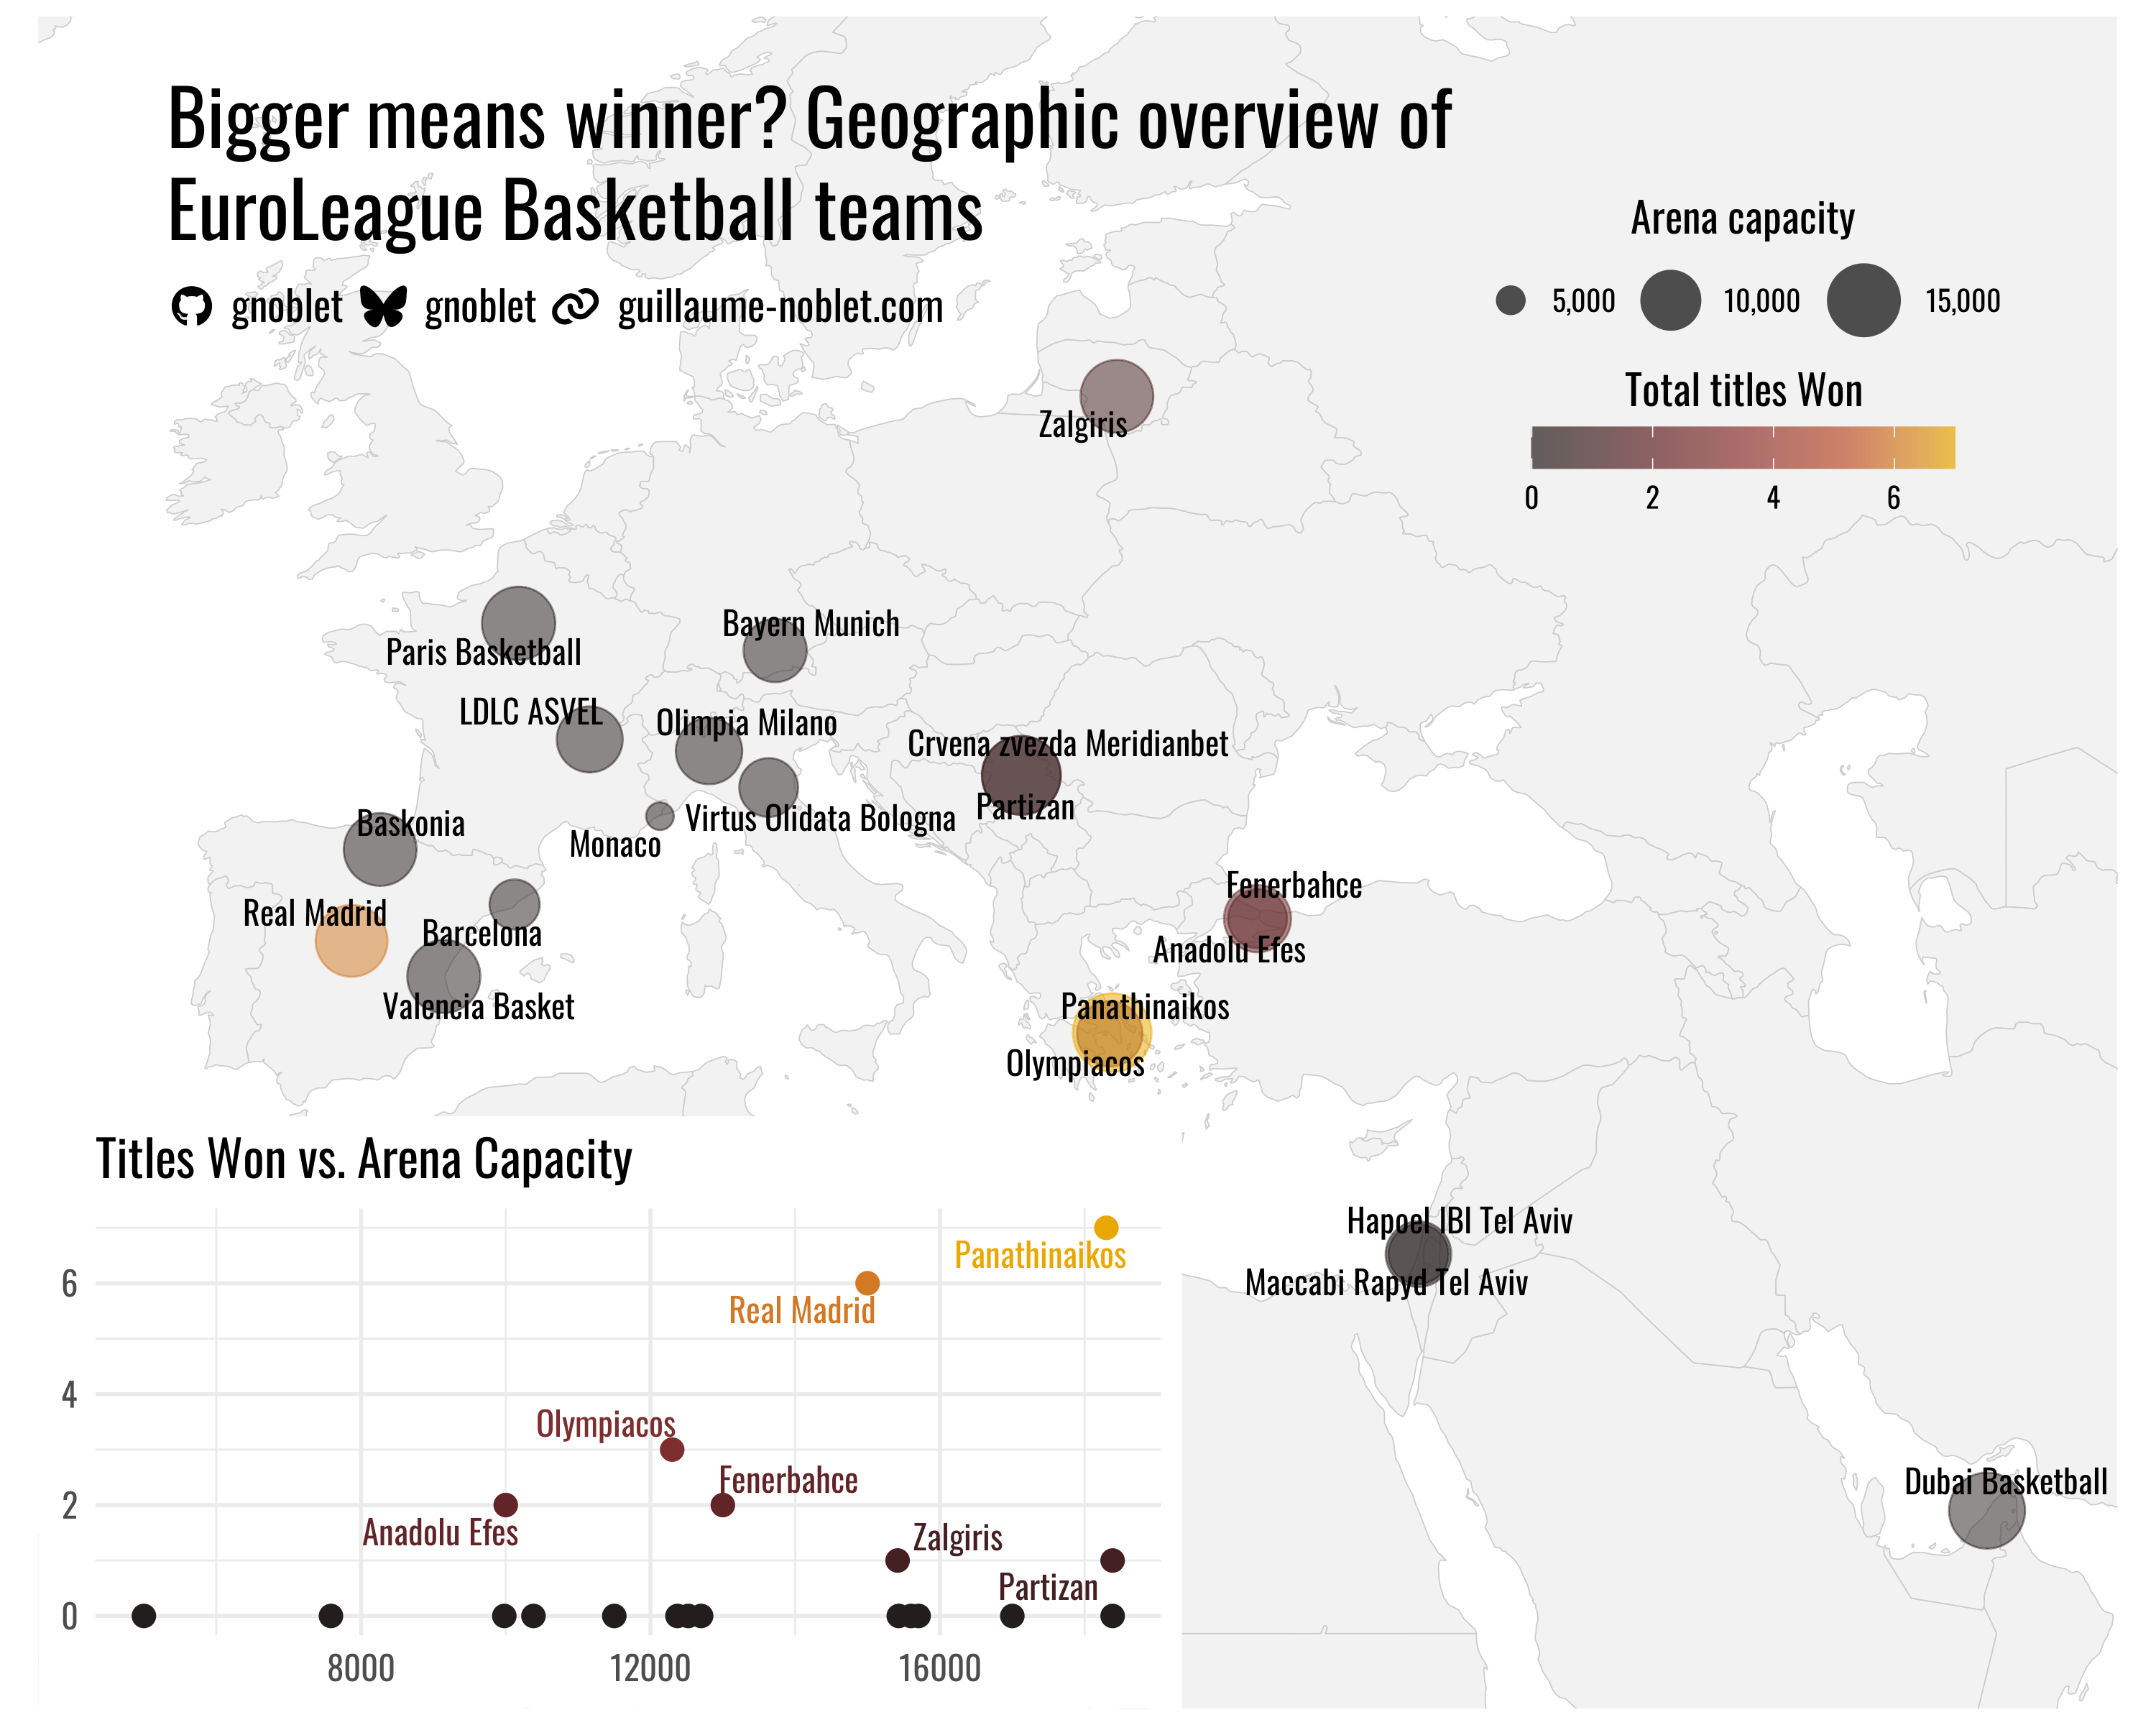 Bigger means winner? Geographic overview of
EuroLeague Basketball teams
gnoblet gnoblet guillaume-noblet.com
Arena capacity
5,000 10,000 15,000
Total titles Won
0 2 4 6
Zalgiris
Paris Basketball
Bayern Munich
LDLC ASVEL
Olimpia Milano
Crvena zvezda Meridianbet
Partizan
Virtus Olidata Bologna
Monaco
Baskonia
Real Madrid
Barcelona
Valencia Basket
Fenerbahce
Anadolu Efes
Panathinaikos
Olympiacos
Hapoel IBI Tel Aviv
Maccabi Rapyd Tel Aviv
Dubai Basketball
Titles Won vs. Arena Capacity
Panathinaikos
6
Real Madrid
4
Olympiacos
Fenerbahce
2
Anadolu Efes
Zalgiris
Partizan
0
8000 12000 16000